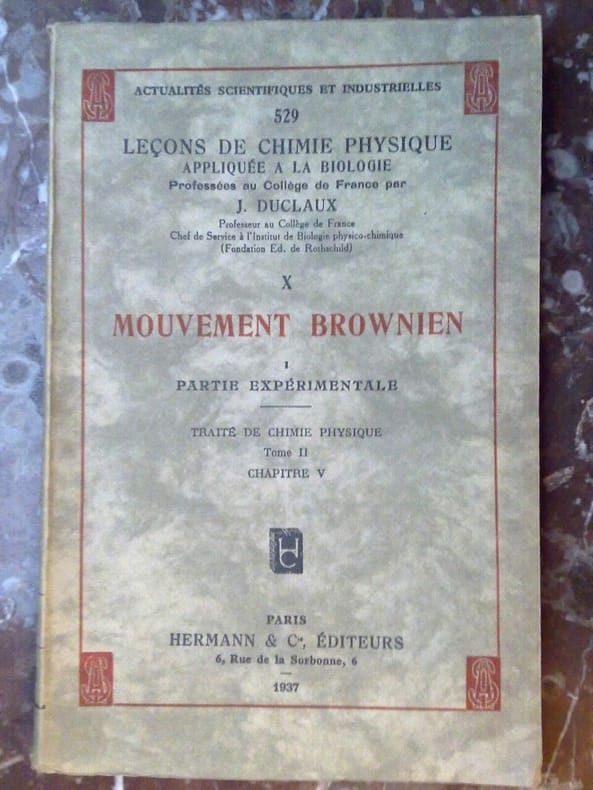 ACTUALITÉS SCIENTIFIQUES ET INDUSTRIELLES
529
LEÇONS DE CHIMIE PHYSIQUE
APPLIQUÉE A LA BIOLOGIE
Professées au Collège de France par
J. DUCLAUX
Professeur au Collège de France
Chef de Service à l'Institut de Biologie physico-chimique
(Fondation Ed. de Rothschild)
X
MOUVEMENT BROWNIEN
I
PARTIE EXPÉRIMENTALE
TRAITÉ DE CHIMIE PHYSIQUE
Tome II
CHAPITRE V
HC
PARIS
HERMANN & Cie, ÉDITEURS
6, Rue de la Sorbonne, 6
1937